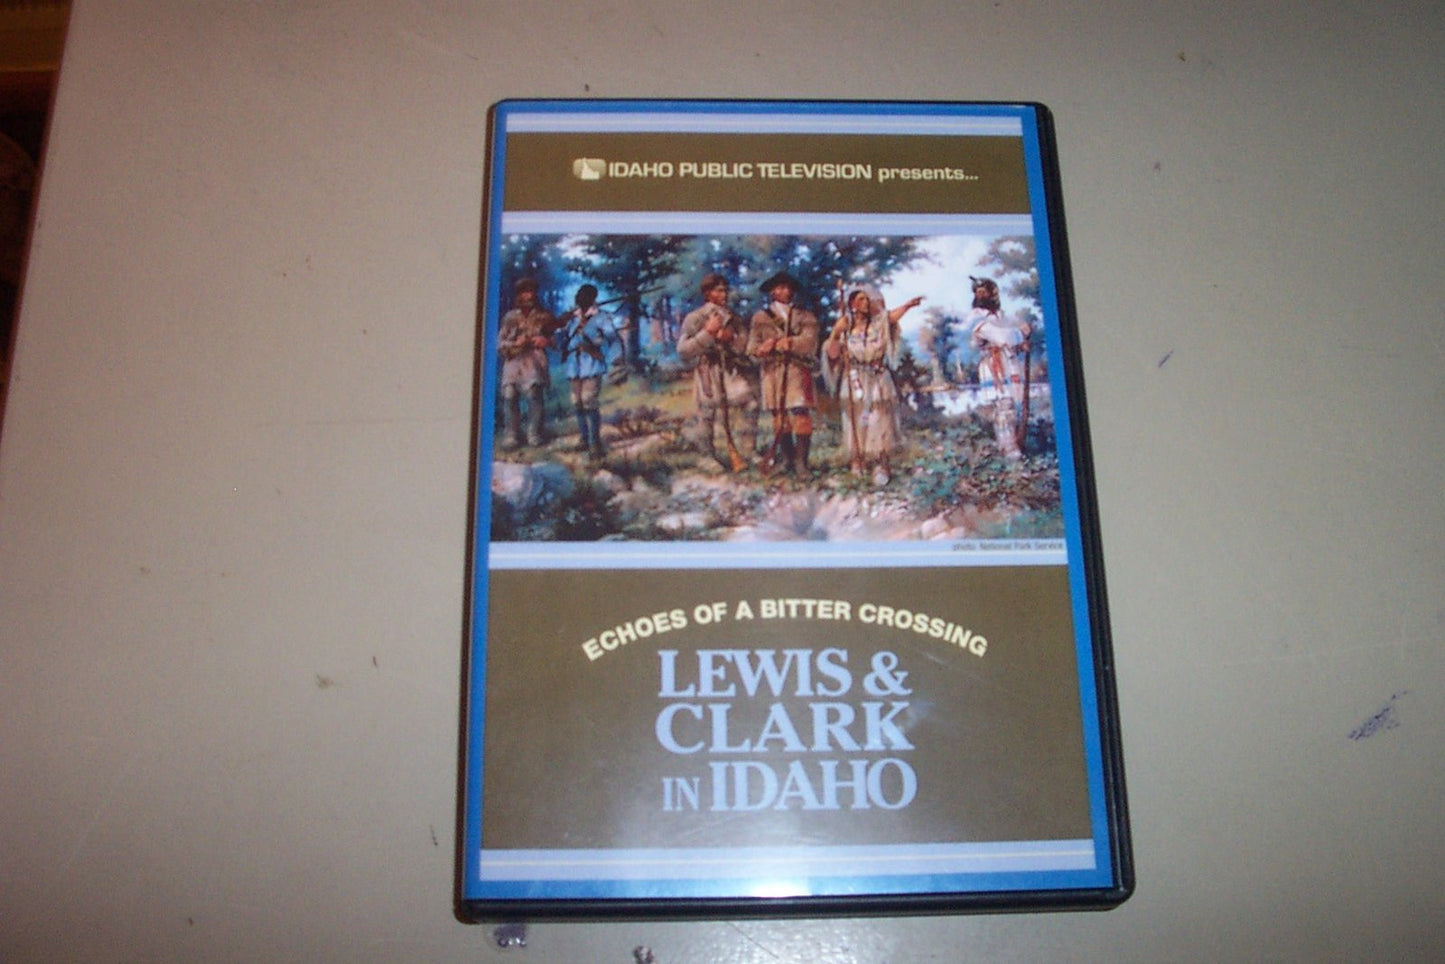 IDAHO PUBLIC TELEVISION presents...
photo: National Park Service
ECHOES OF A BITTER CROSSING
LEWIS &
CLARK
IN IDAHO